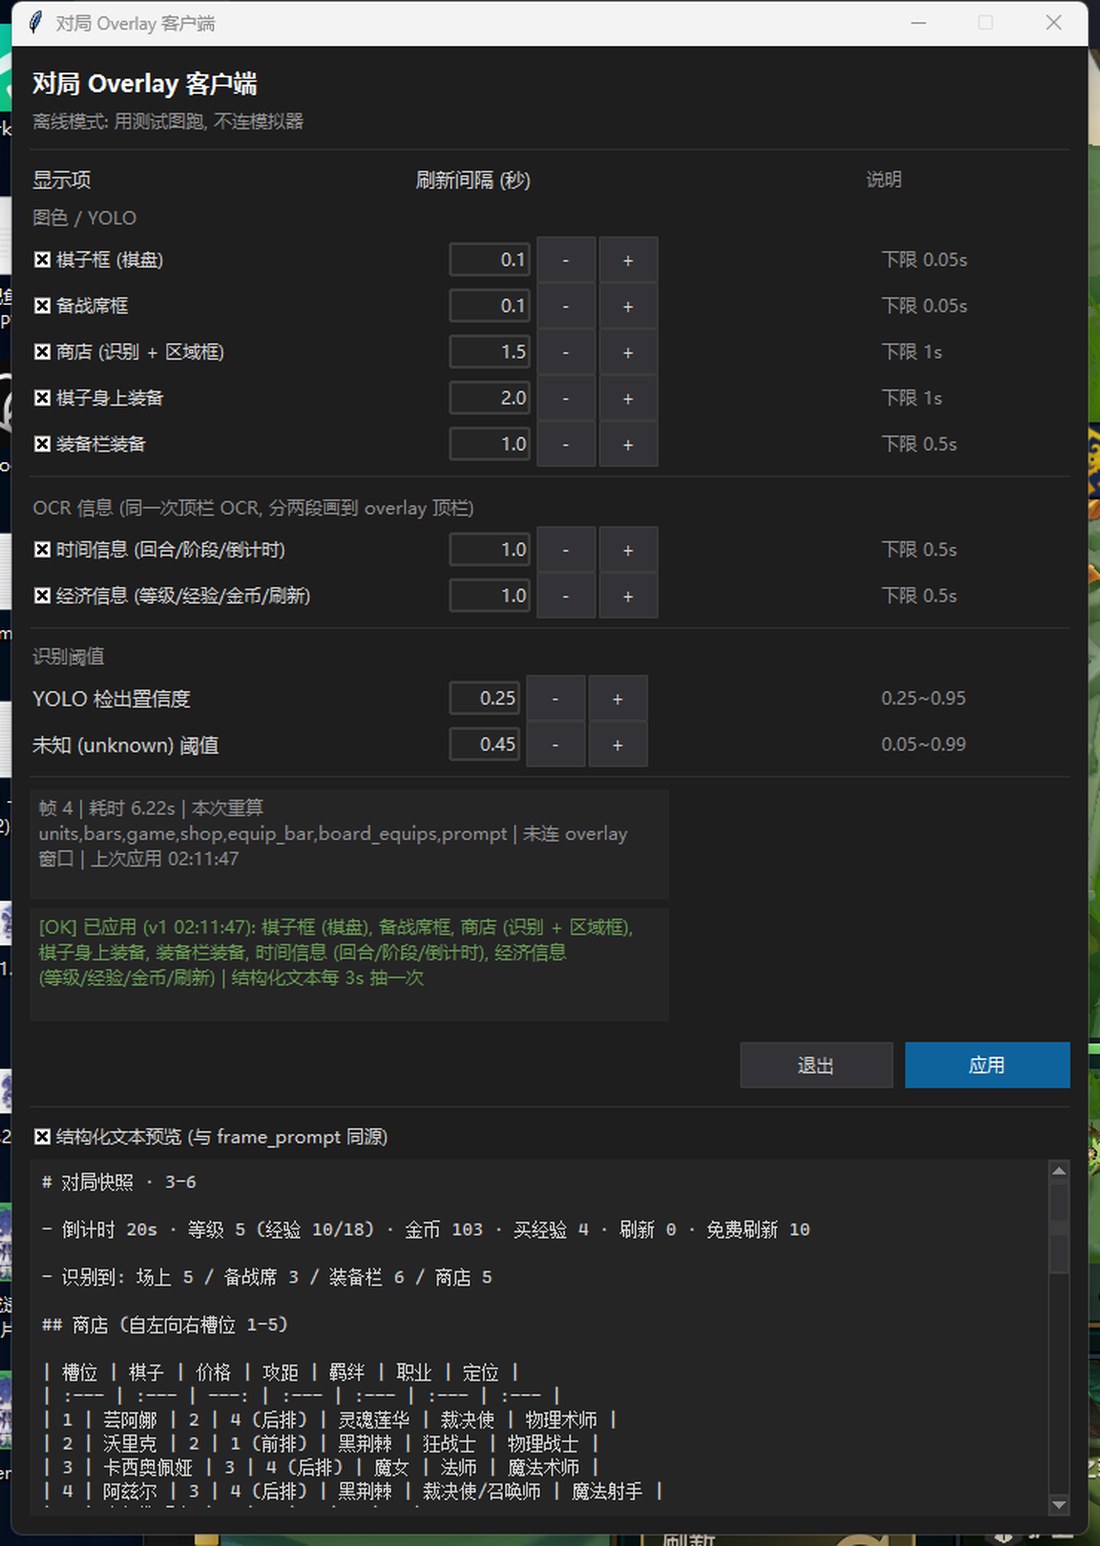 对局 Overlay 客户端
对局 Overlay 客户端
离线模式: 用测试图跑, 不连模拟器
显示项 刷新间隔 (秒) 说明
图色 / YOLO
棋子框 (棋盘) 0.1 - + 下限 0.05s
备战席框 0.1 - + 下限 0.05s
商店 (识别 + 区域框) 1.5 - + 下限 1s
棋子身上装备 2.0 - + 下限 1s
装备栏装备 1.0 - + 下限 0.5s
OCR 信息 (同一次顶栏 OCR, 分两段画到 overlay 顶栏)
时间信息 (回合/阶段/倒计时) 1.0 - + 下限 0.5s
经济信息 (等级/经验/金币/刷新) 1.0 - + 下限 0.5s
识别阈值
YOLO 检出置信度 0.25 - + 0.25~0.95
未知 (unknown) 阈值 0.45 - + 0.05~0.99
帧 4 | 耗时 6.22s | 本次重算
units,bars,game,shop,equip_bar,board_equips,prompt | 未连 overlay
窗口 | 上次应用 02:11:47
[OK] 已应用 (v1 02:11:47): 棋子框 (棋盘), 备战席框, 商店 (识别 + 区域框),
棋子身上装备, 装备栏装备, 时间信息 (回合/阶段/倒计时), 经济信息
(等级/经验/金币/刷新) | 结构化文本每 3s 抽一次
退出 应用
结构化文本预览 (与 frame_prompt 同源)
# 对局快照 · 3-6
- 倒计时 20s · 等级 5 (经验 10/18) · 金币 103 · 买经验 4 · 刷新 0 · 免费刷新 10
- 识别到: 场上 5 / 备战席 3 / 装备栏 6 / 商店 5
## 商店 (自左向右槽位 1-5)
| 槽位 | 棋子 | 价格 | 攻距 | 羁绊 | 职业 | 定位 |
| :--- | :--- | ---: | :--- | :--- | :--- | :--- |
| 1 | 芸阿娜 | 2 | 4 (后排) | 灵魂莲华 | 裁决使 | 物理术师 |
| 2 | 沃里克 | 2 | 1 (前排) | 黑荆棘 | 狂战士 | 物理战士 |
| 3 | 卡西奥佩娅 | 3 | 4 (后排) | 魔女 | 法师 | 魔法术师 |
| 4 | 阿兹尔 | 3 | 4 (后排) | 黑荆棘 | 裁决使/召唤师 | 魔法射手 |
刷新